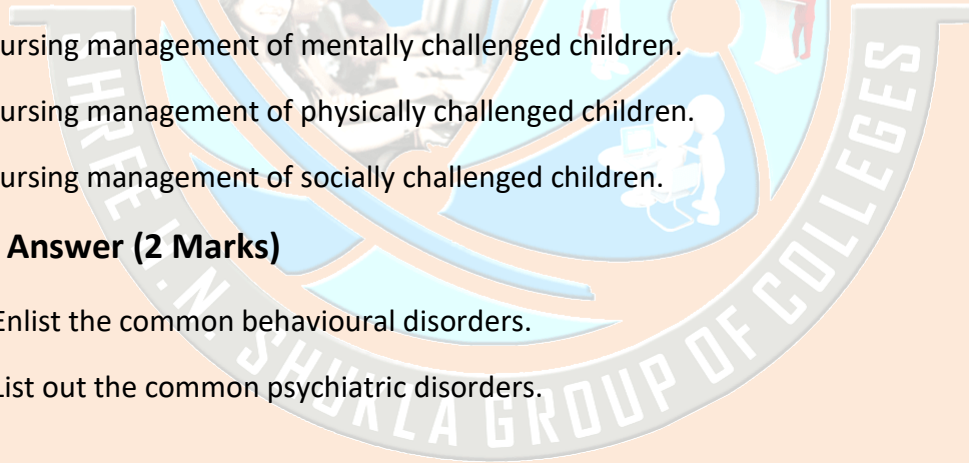 ursing management of mentally challenged children.
ursing management of physically challenged children.
ursing management of socially challenged children.
Answer (2 Marks)
Enlist the common behavioural disorders.
List out the common psychiatric disorders.
SHREE H.N. SHUKLA GROUP OF COLLEGES